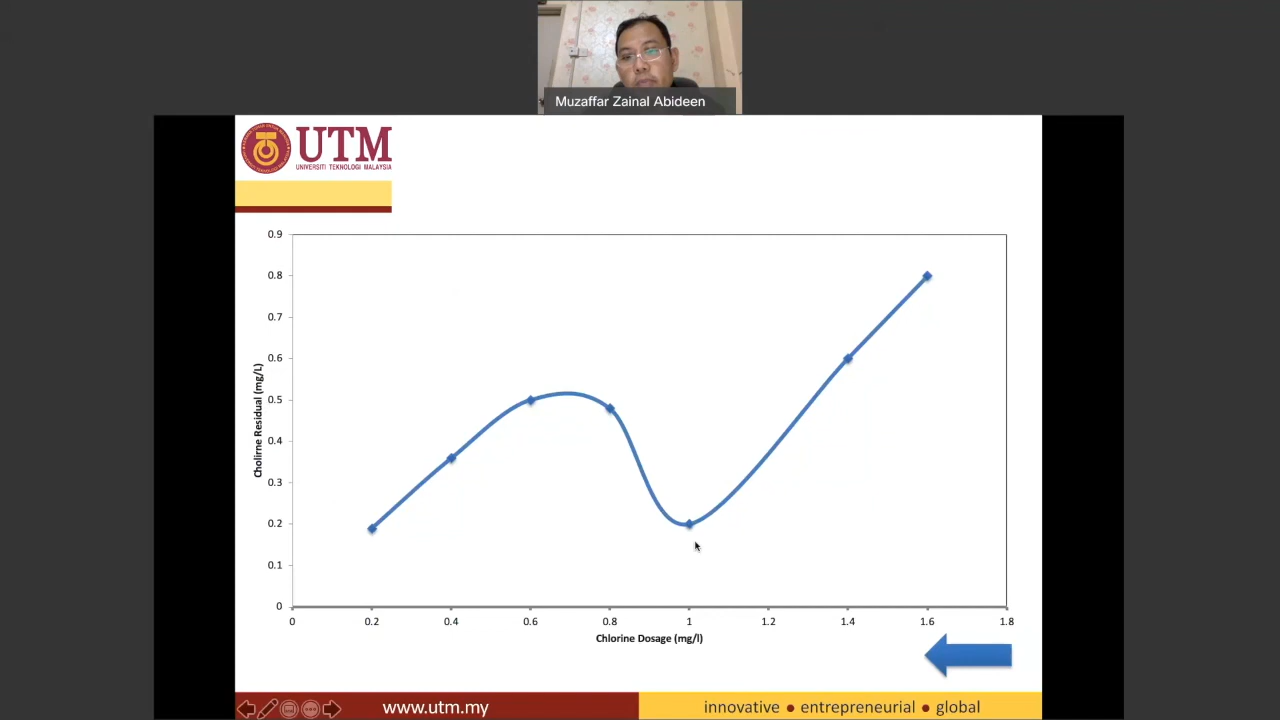 Muzaffar Zainal Abideen
UTM
UNIVERSITI TEKNOLOGI MALAYSIA
0.9
0.8
0.7
0.6
0.5
0.4
0.3
0.2
0.1
0
Cholirne Residual (mg/L)
0 0.2 0.4 0.6 0.8 1 1.2 1.4 1.6 1.8
Chlorine Dosage (mg/l)
www.utm.my
innovative ● entrepreneurial ● global